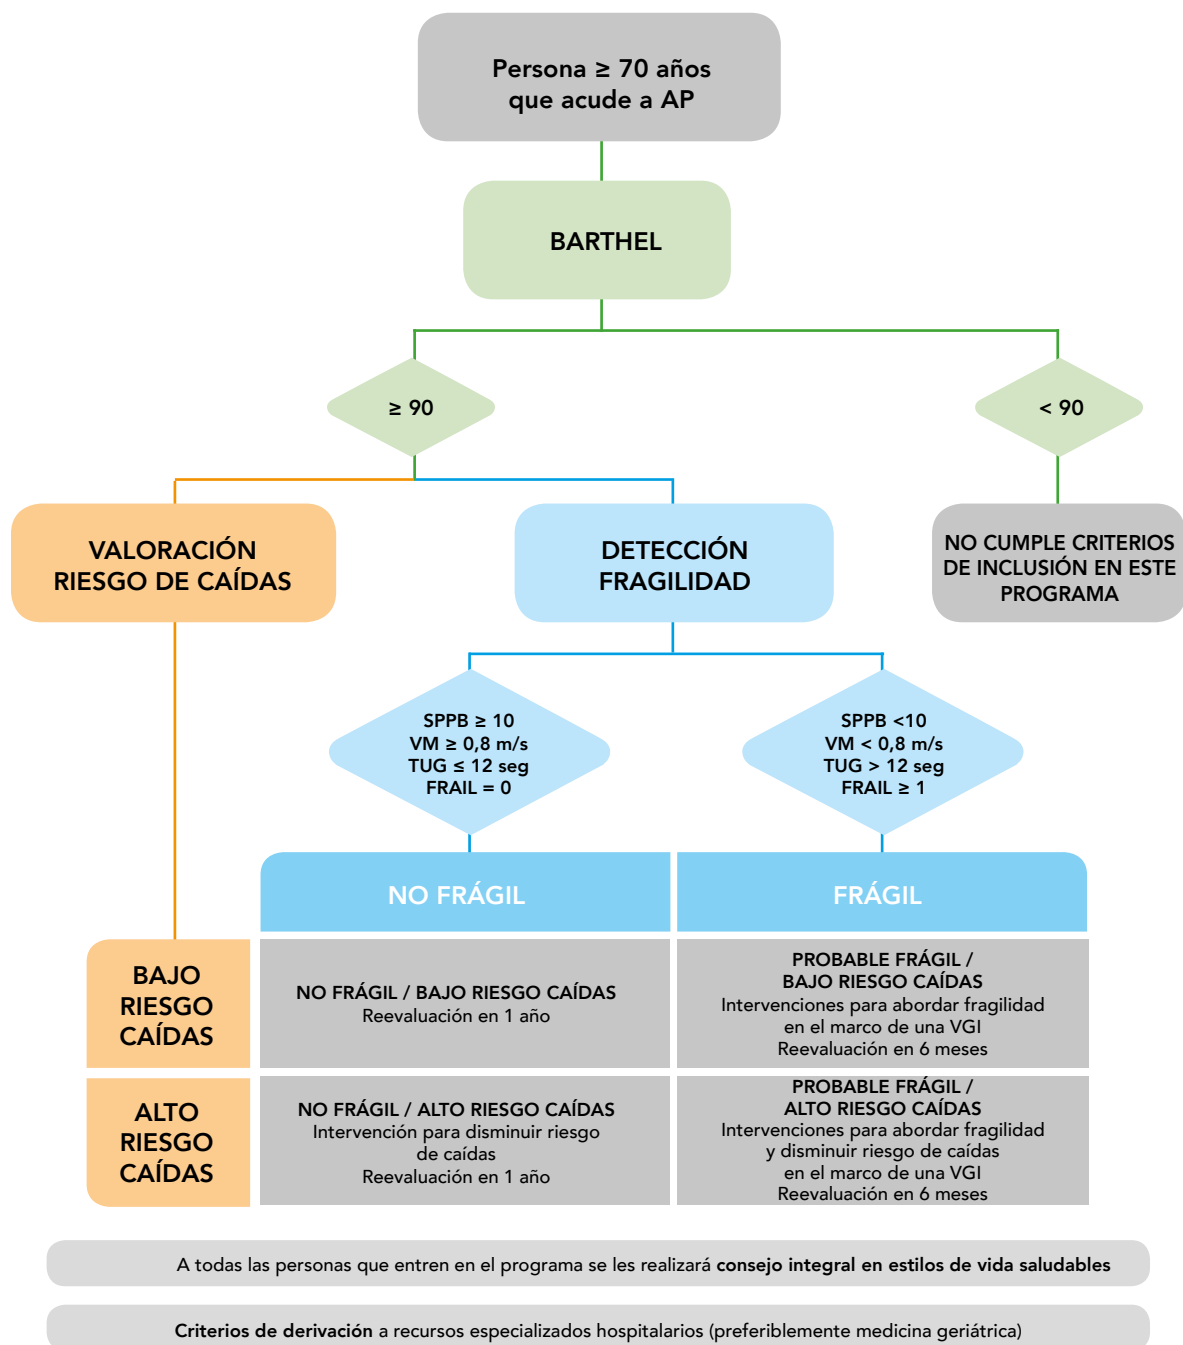 Persona ≥ 70 años
que acude a AP
BARTHEL
≥ 90
< 90
VALORACIÓN
RIESGO DE CAÍDAS
DETECCIÓN
FRAGILIDAD
NO CUMPLE CRITERIOS
DE INCLUSIÓN EN ESTE
PROGRAMA
SPPB ≥ 10
VM ≥ 0,8 m/s
TUG ≤ 12 seg
FRAIL = 0
SPPB <10
VM < 0,8 m/s
TUG > 12 seg
FRAIL ≥ 1
NO FRÁGIL
FRÁGIL
BAJO
RIESGO
CAÍDAS
NO FRÁGIL / BAJO RIESGO CAÍDAS
Reevaluación en 1 año
PROBABLE FRÁGIL /
BAJO RIESGO CAÍDAS
Intervenciones para abordar fragilidad
en el marco de una VGI
Reevaluación en 6 meses
ALTO
RIESGO
CAÍDAS
NO FRÁGIL / ALTO RIESGO CAÍDAS
Intervención para disminuir riesgo
de caídas
Reevaluación en 1 año
PROBABLE FRÁGIL /
ALTO RIESGO CAÍDAS
Intervenciones para abordar fragilidad
y disminuir riesgo de caídas
en el marco de una VGI
Reevaluación en 6 meses
A todas las personas que entren en el programa se les realizará consejo integral en estilos de vida saludables
Criterios de derivación a recursos especializados hospitalarios (preferiblemente medicina geriátrica)